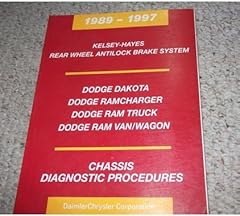 1989 - 1997
KELSEY-HAYES
REAR WHEEL ANTILOCK BRAKE SYSTEM
DODGE DAKOTA
DODGE RAMCHARGER
DODGE RAM TRUCK
DODGE RAM VAN/WAGON
CHASSIS
DIAGNOSTIC PROCEDURES
DaimlerChrysler Corporation